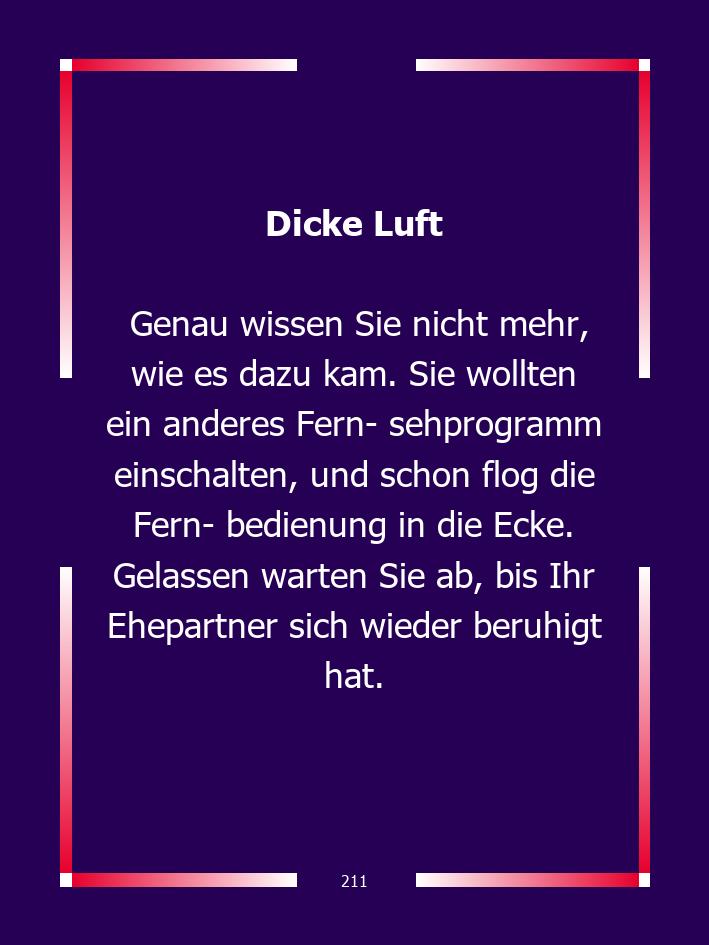 Dicke Luft
Genau wissen Sie nicht mehr,
wie es dazu kam. Sie wollten
ein anderes Fern- sehprogramm
einschalten, und schon flog die
Fern- bedienung in die Ecke.
Gelassen warten Sie ab, bis Ihr
Ehepartner sich wieder beruhigt
hat.
211